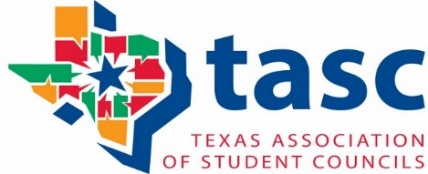 tasc
TEXAS ASSOCIATION
OF STUDENT COUNCILS